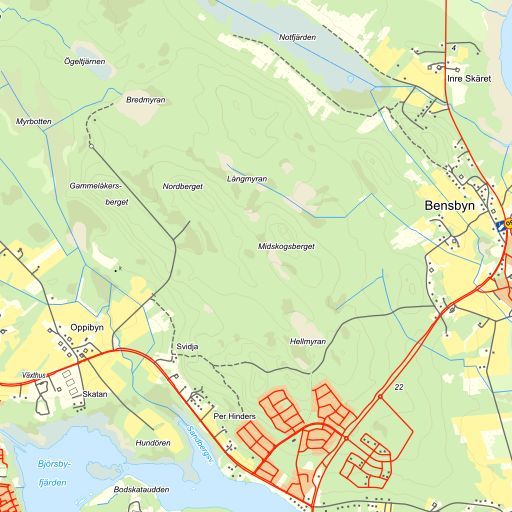 Notfjärden
4
Ögeltjärnen
Inre Skäret
Bredmyran
Myrbotten
Långmyran
Gammelåkers-
berget
Nordberget
Bensbyn
Midskogsberget
Oppibyn
Svidja
Hellmyran
Växthus
Skatan
22
Per Hinders
Sandbergsu
Hundören
Björsby-
fjärden
Bodskataudden